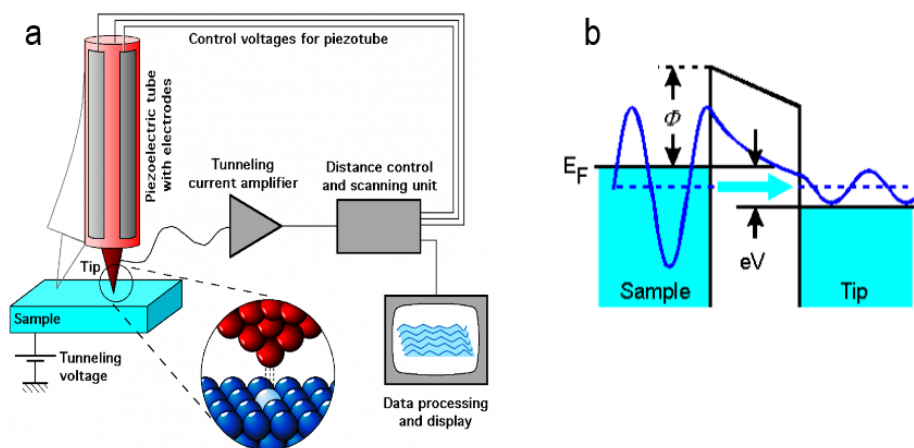 a
Control voltages for piezotube
Piezoelectric tube
with electrodes
Tunneling
current amplifier
Distance control
and scanning unit
Tip
Sample
Tunneling
voltage
Data processing
and display
b
Φ
E_F
eV
Sample
Tip